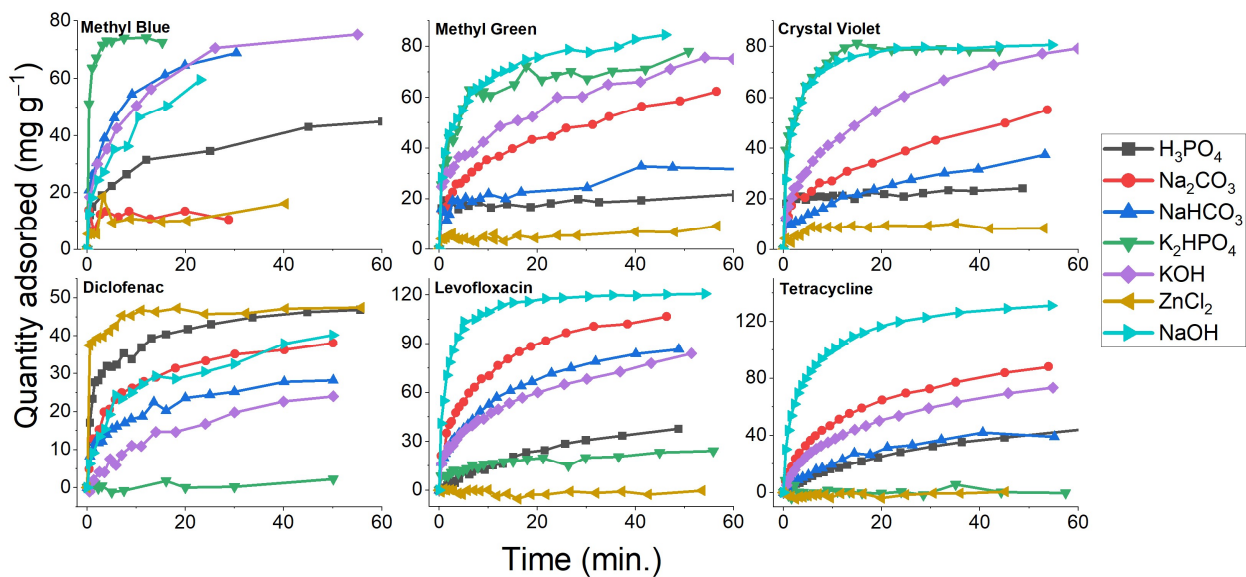 Methyl Blue
Methyl Green
Crystal Violet
80
60
40
20
0
0 20 40 60
80
60
40
20
0
0 20 40 60
80
60
40
20
0
0 20 40 60
Diclofenac
Levofloxacin
Tetracycline
50
40
30
20
10
0
0 20 40 60
120
90
60
30
0
0 20 40 60
120
80
40
0
0 20 40 60
Quantity adsorbed (mg g⁻¹)
Time (min.)
H₃PO₄
Na₂CO₃
NaHCO₃
K₂HPO₄
KOH
ZnCl₂
NaOH